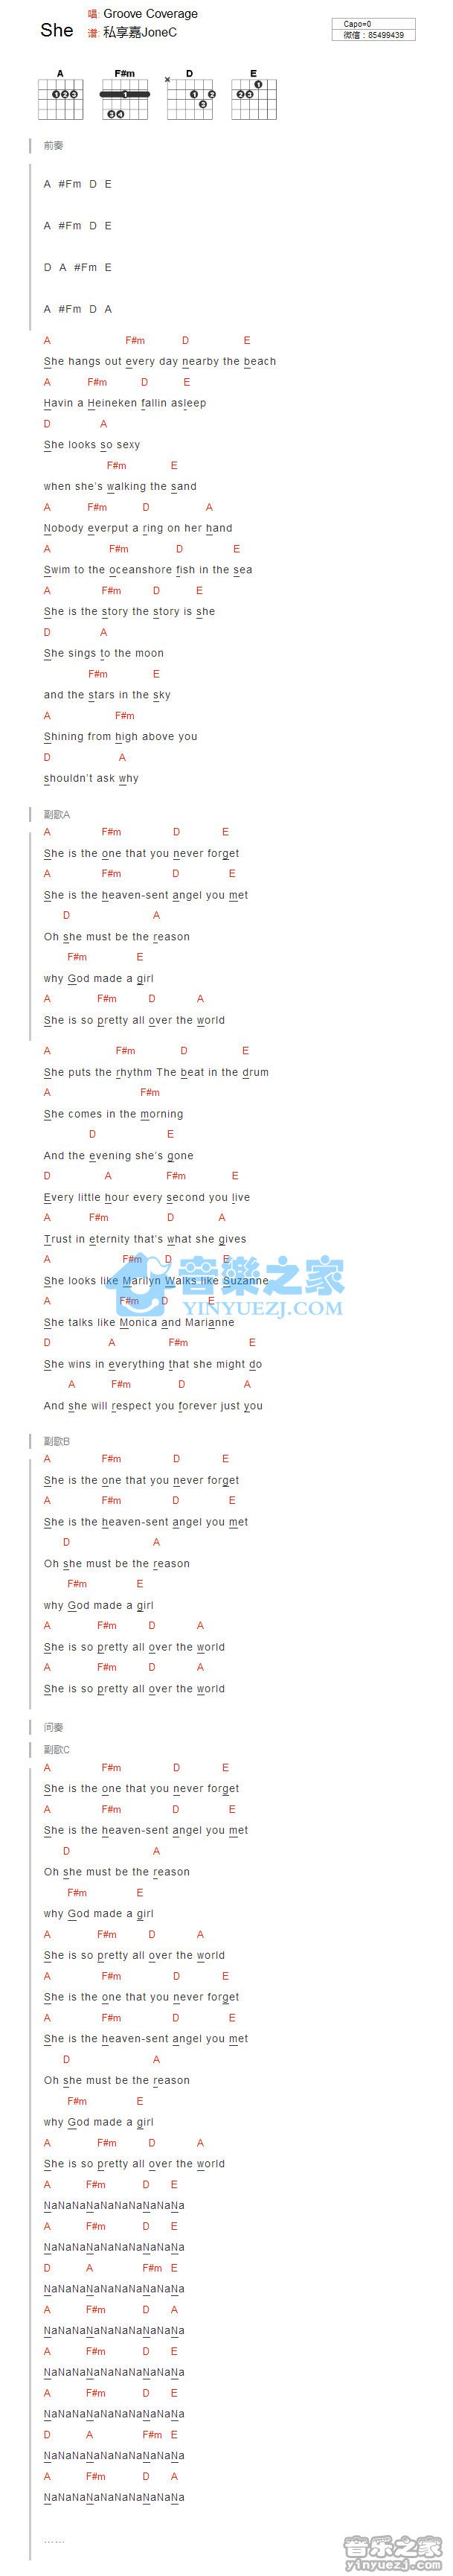 She
唱: Groove Coverage
谱: 私享嘉JoneC
Capo=0
微信：85499439
A F#m D E
前奏
A #Fm D E
A #Fm D E
D A #Fm E
A #Fm D A
A F#m D E
She hangs out every day nearby the beach
A F#m D E
Havin a Heineken fallin asleep
D A
She looks so sexy
F#m E
when she's walking the sand
A F#m D A
Nobody everput a ring on her hand
A F#m D E
Swim to the oceanshore fish in the sea
A F#m D E
She is the story the story is she
D A
She sings to the moon
F#m E
and the stars in the sky
A F#m
Shining from high above you
D A
shouldn't ask why
副歌A
A F#m D E
She is the one that you never forget
A F#m D E
She is the heaven-sent angel you met
D A
Oh she must be the reason
F#m E
why God made a girl
A F#m D A
She is so pretty all over the world
A F#m D E
She puts the rhythm The beat in the drum
A F#m
She comes in the morning
D E
And the evening she's gone
D A F#m E
Every little hour every second you live
A F#m D A
Trust in eternity that's what she gives
A F#m D E
She looks like Marilyn Walks like Suzanne
A F#m D E
She talks like Monica and Marianne
D A F#m E
She wins in everything that she might do
A F#m D A
And she will respect you forever just you
副歌B
A F#m D E
She is the one that you never forget
A F#m D E
She is the heaven-sent angel you met
D A
Oh she must be the reason
F#m E
why God made a girl
A F#m D A
She is so pretty all over the world
A F#m D A
She is so pretty all over the world
间奏
副歌C
A F#m D E
She is the one that you never forget
A F#m D E
She is the heaven-sent angel you met
D A
Oh she must be the reason
F#m E
why God made a girl
A F#m D A
She is so pretty all over the world
A F#m D E
She is the one that you never forget
A F#m D E
She is the heaven-sent angel you met
D A
Oh she must be the reason
F#m E
why God made a girl
A F#m D A
She is so pretty all over the world
A F#m D E
NaNaNaNaNaNaNaNaNaNa
A F#m D E
NaNaNaNaNaNaNaNaNaNa
D A F#m E
NaNaNaNaNaNaNaNaNaNa
A F#m D A
NaNaNaNaNaNaNaNaNaNa
A F#m D E
NaNaNaNaNaNaNaNaNaNa
A F#m D E
NaNaNaNaNaNaNaNaNaNa
D A F#m E
NaNaNaNaNaNaNaNaNaNa
A F#m D A
NaNaNaNaNaNaNaNaNaNa
……
音樂之家
YINYUEZJ.COM
音乐之家
yinyuezj.com